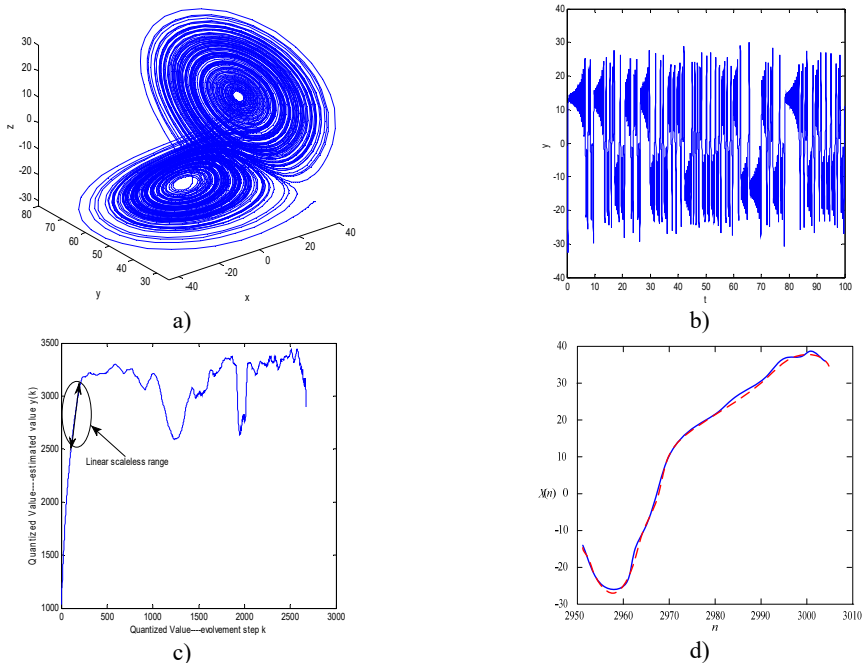 30
20
10
0
-10
-20
-30
z
80
70
60
50
40
30
y
-40
-20
0
20
40
x
a)
40
30
20
10
0
-10
-20
-30
-40
y
0 10 20 30 40 50 60 70 80 90 100
t
b)
3500
3000
2500
2000
1500
1000
Quantized Value----estimated value y(k)
Linear scaleless range
0 500 1000 1500 2000 2500 3000
Quantized Value----evolvement step k
c)
40
30
20
10
0
-10
-20
-30
X(n)
2950 2960 2970 2980 2990 3000 3010
n
d)